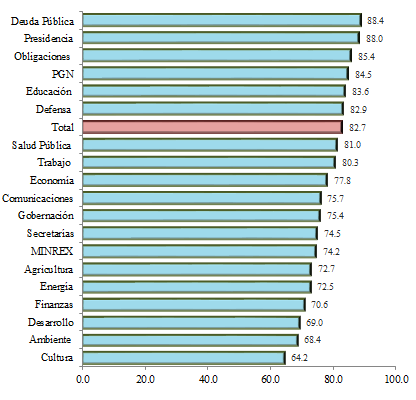 Deuda Pública 88.4
Presidencia 88.0
Obligaciones 85.4
PGN 84.5
Educación 83.6
Defensa 82.9
Total 82.7
Salud Pública 81.0
Trabajo 80.3
Economía 77.8
Comunicaciones 75.7
Gobernación 75.4
Secretarias 74.5
MINREX 74.2
Agricultura 72.7
Energía 72.5
Finanzas 70.6
Desarrollo 69.0
Ambiente 68.4
Cultura 64.2
0.0 20.0 40.0 60.0 80.0 100.0